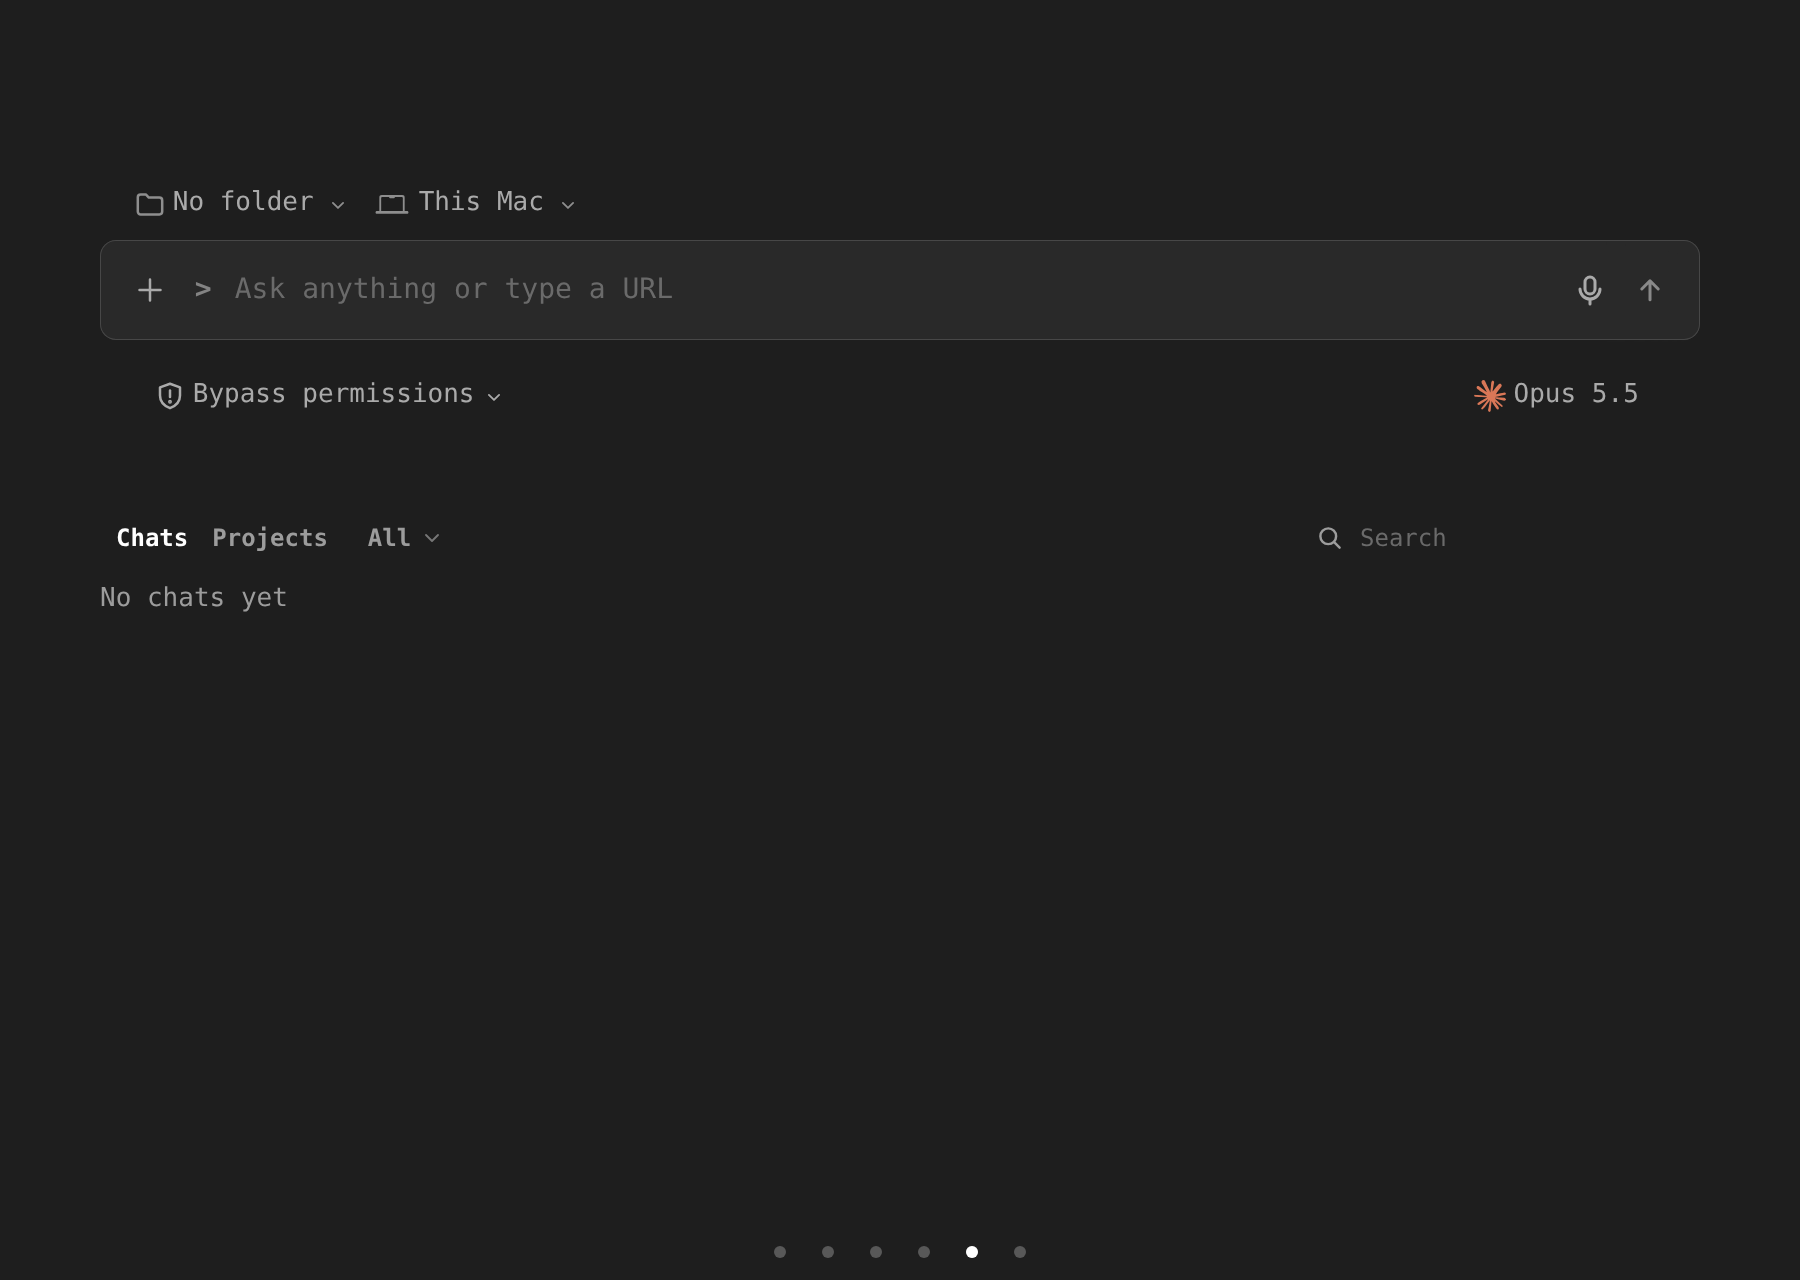 No folder This Mac
> Ask anything or type a URL
Bypass permissions Opus 5.5
Chats Projects All Search
No chats yet